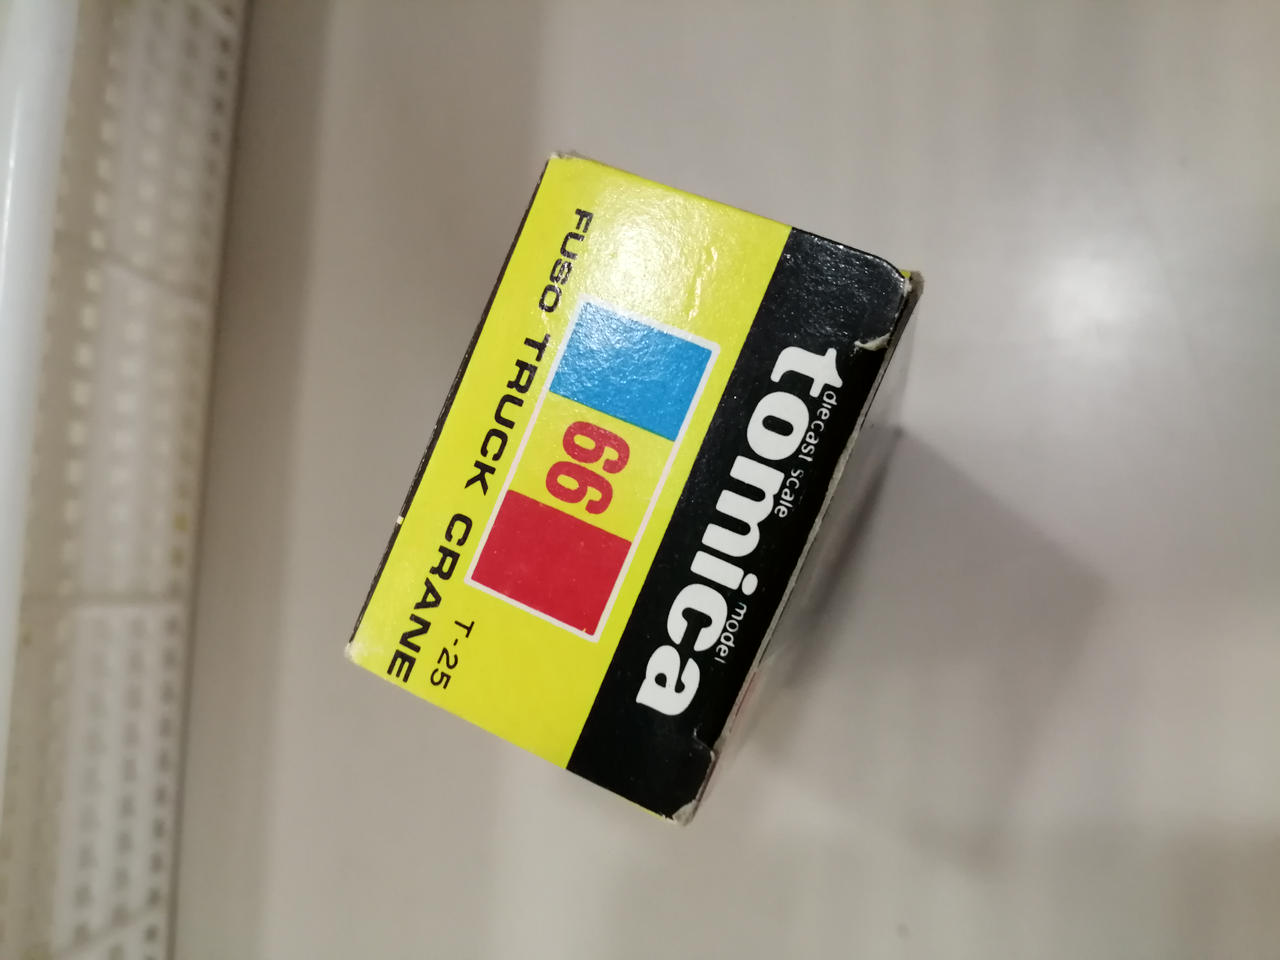 diecast scale model
tomica
66
T-25
FUSO TRUCK CRANE